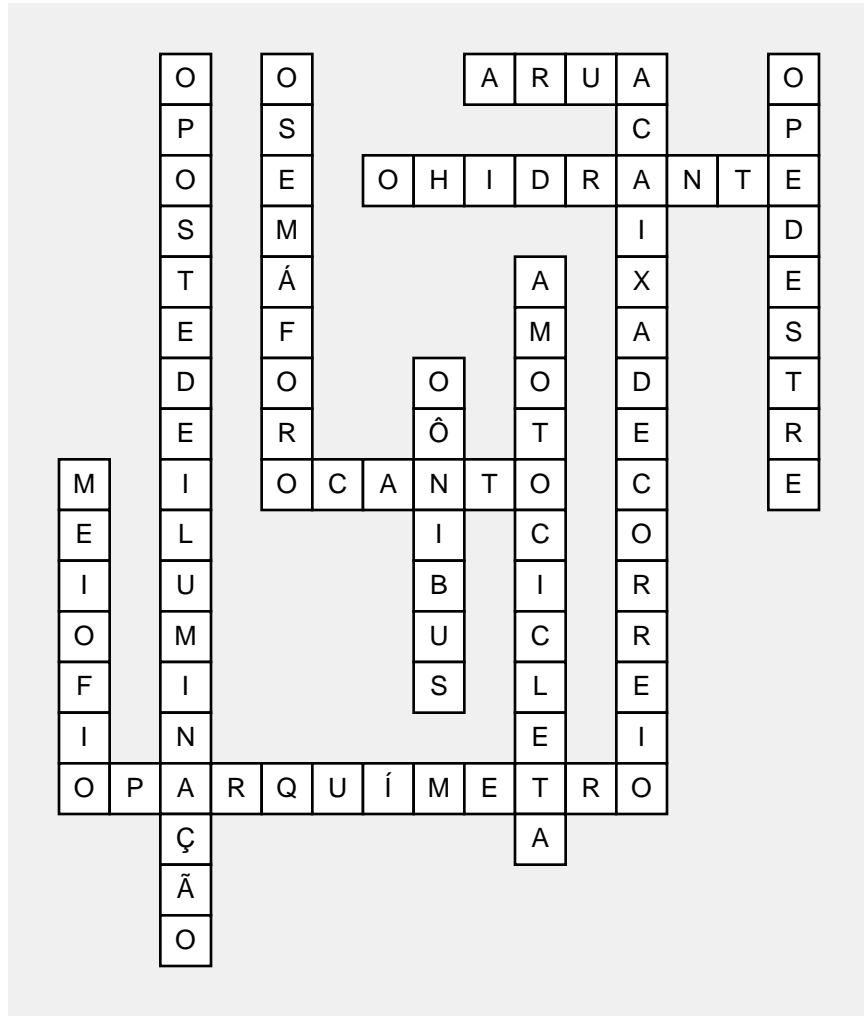 OPOSTEDEILUMINAÇÃO
OSEMÁFORO
ARUA
ACAIXADECORREIO
OPEDESTRE
OHIDRANTE
AMOTOCICLETA
OÔNIBUS
MEIOFIO
OCANTO
OPARQUÍMETRO